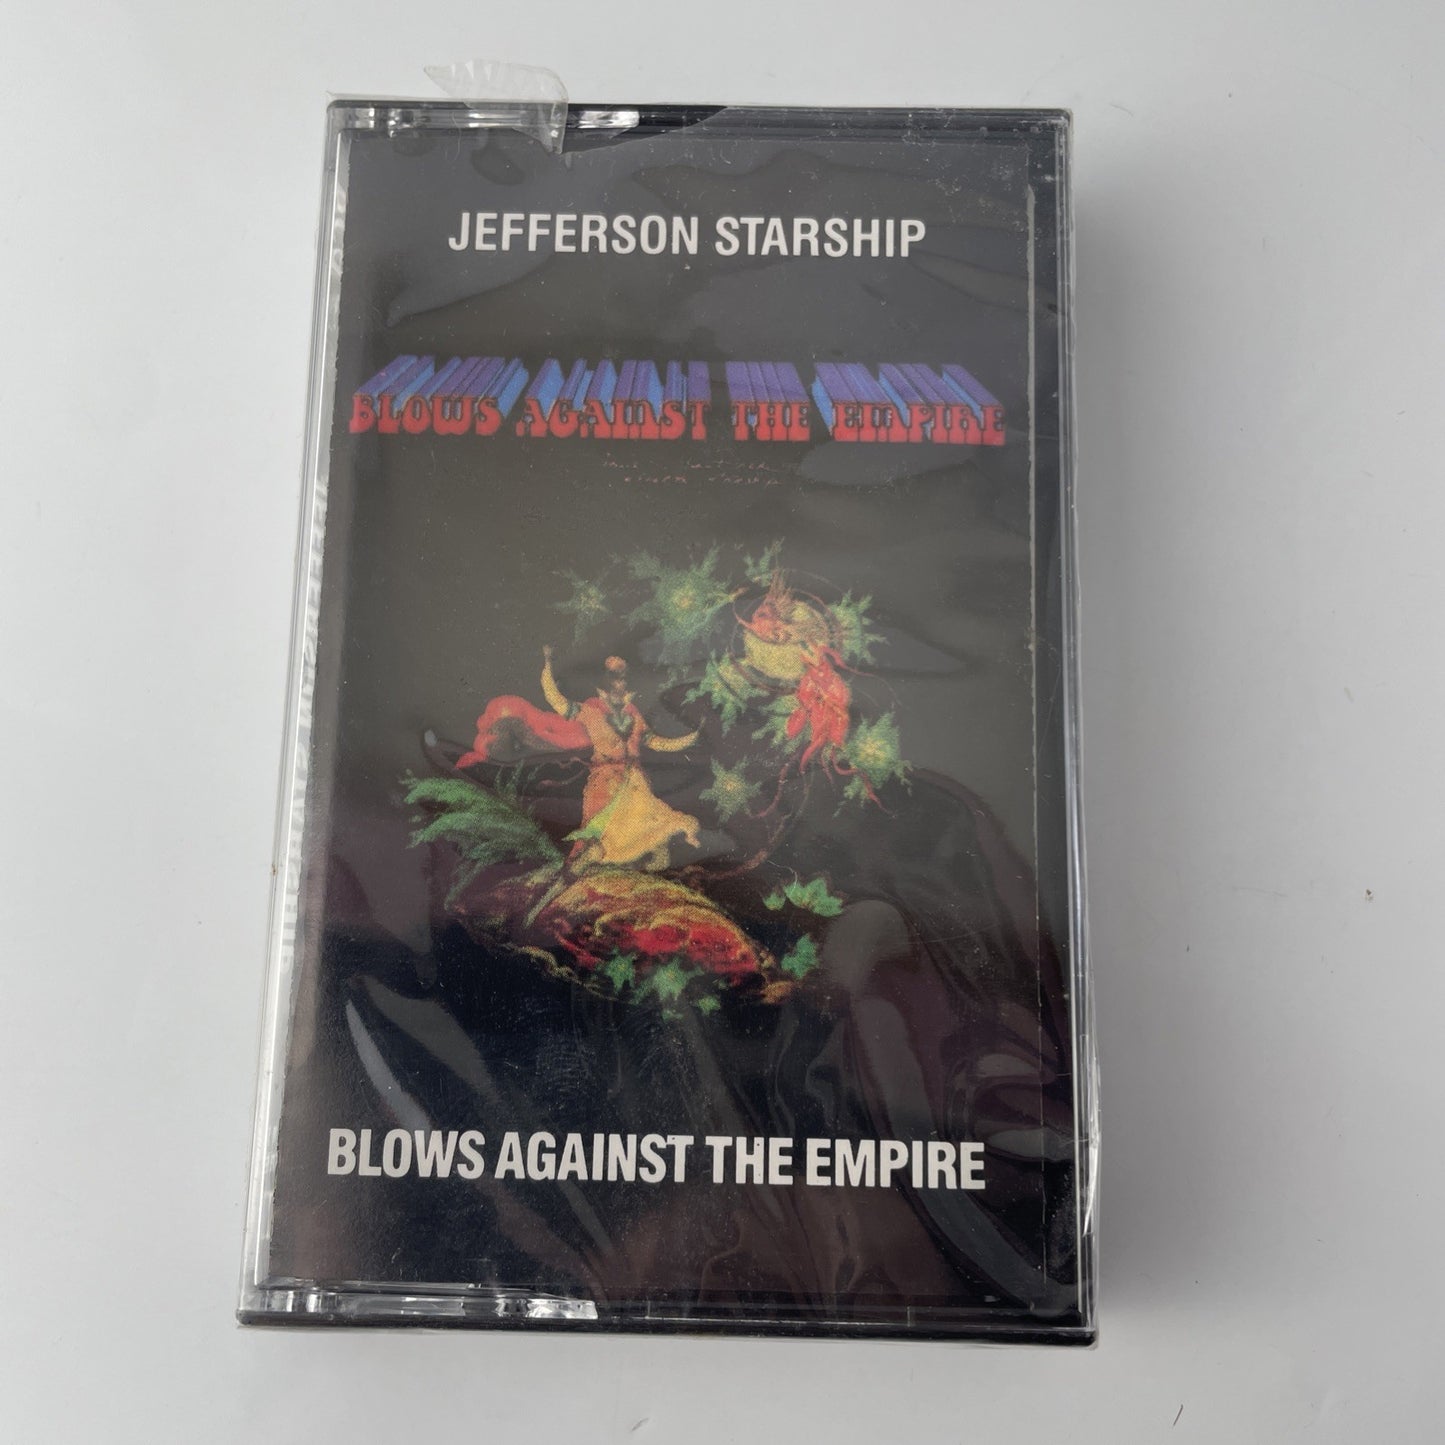 JEFFERSON STARSHIP
BLOWS AGAINST THE EMPIRE
BLOWS AGAINST THE EMPIRE